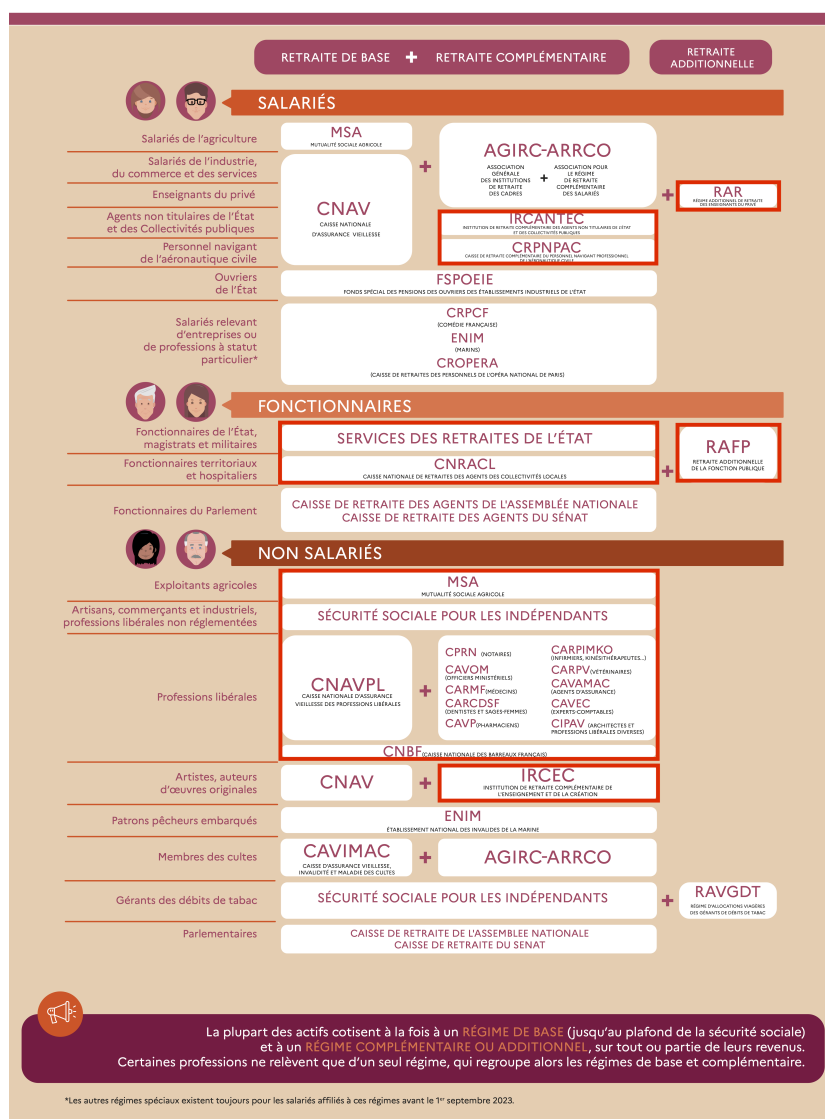 RETRAITE DE BASE + RETRAITE COMPLÉMENTAIRE
RETRAITE
ADDITIONNELLE
SALARIÉS
Salariés de l'agriculture
MSA
MUTUALITÉ SOCIALE AGRICOLE
Salariés de l'industrie,
du commerce et des services
Enseignants du privé
Agents non titulaires de l'État
et des Collectivités publiques
Personnel navigant
de l'aéronautique civile
CNAV
CAISSE NATIONALE
D'ASSURANCE VIEILLESSE
+
AGIRC-ARRCO
ASSOCIATION
GÉNÉRALE
DES INSTITUTIONS
DE RETRAITE
DES CADRES
+
ASSOCIATION POUR
LE RÉGIME
DE RETRAITE
COMPLÉMENTAIRE
DES SALARIÉS
+
RAR
RÉGIME ADDITIONNEL DE RETRAITE
DES ENSEIGNANTS DU PRIVÉ
IRCANTEC
INSTITUTION DE RETRAITE COMPLÉMENTAIRE DES AGENTS NON TITULAIRES DE L'ÉTAT
ET DES COLLECTIVITÉS PUBLIQUES
CRPNPAC
CAISSE DE RETRAITE COMPLÉMENTAIRE DU PERSONNEL NAVIGANT PROFESSIONNEL
DE L'AÉRONAUTIQUE CIVILE
Ouvriers
de l'État
FSPOEIE
FONDS SPÉCIAL DES PENSIONS DES OUVRIERS DES ÉTABLISSEMENTS INDUSTRIELS DE L'ÉTAT
Salariés relevant
d'entreprises ou
de professions à statut
particulier*
CRPCF
(COMÉDIE FRANÇAISE)
ENIM
(MARINS)
CROPERA
(CAISSE DE RETRAITES DES PERSONNELS DE L'OPÉRA NATIONAL DE PARIS)
FONCTIONNAIRES
Fonctionnaires de l'État,
magistrats et militaires
SERVICES DES RETRAITES DE L'ÉTAT
Fonctionnaires territoriaux
et hospitaliers
CNRACL
CAISSE NATIONALE DE RETRAITES DES AGENTS DES COLLECTIVITÉS LOCALES
+
RAFP
RETRAITE ADDITIONNELLE
DE LA FONCTION PUBLIQUE
Fonctionnaires du Parlement
CAISSE DE RETRAITE DES AGENTS DE L'ASSEMBLÉE NATIONALE
CAISSE DE RETRAITE DES AGENTS DU SÉNAT
NON SALARIÉS
Exploitants agricoles
MSA
MUTUALITÉ SOCIALE AGRICOLE
Artisans, commerçants et industriels,
professions libérales non réglementées
SÉCURITÉ SOCIALE POUR LES INDÉPENDANTS
Professions libérales
CNAVPL
CAISSE NATIONALE D'ASSURANCE
VIEILLESSE DES PROFESSIONS LIBÉRALES
+
CPRN (NOTAIRES)
CAVOM
(OFFICIERS MINISTÉRIELS)
CARMF(MÉDECINS)
CARCDSF
(DENTISTES ET SAGES-FEMMES)
CAVP(PHARMACIENS)
CARPIMKO
(INFIRMIERS, KINÉSITHÉRAPEUTES...)
CARPV(VÉTÉRINAIRES)
CAVAMAC
(AGENTS D'ASSURANCE)
CAVEC
(EXPERTS-COMPTABLES)
CIPAV (ARCHITECTES ET
PROFESSIONS LIBÉRALES DIVERSES)
CNBF(CAISSE NATIONALE DES BARREAUX FRANÇAIS)
Artistes, auteurs
d'œuvres originales
CNAV
+
IRCEC
INSTITUTION DE RETRAITE COMPLÉMENTAIRE DE
L'ENSEIGNEMENT ET DE LA CRÉATION
Patrons pêcheurs embarqués
ENIM
ÉTABLISSEMENT NATIONAL DES INVALIDES DE LA MARINE
Membres des cultes
CAVIMAC
CAISSE D'ASSURANCE VIEILLESSE,
INVALIDITÉ ET MALADIE DES CULTES
+
AGIRC-ARRCO
Gérants des débits de tabac
SÉCURITÉ SOCIALE POUR LES INDÉPENDANTS
+
RAVGDT
RÉGIME D'ALLOCATIONS VIAGÈRES
DES GÉRANTS DE DÉBITS DE TABAC
Parlementaires
CAISSE DE RETRAITE DE L'ASSEMBLEE NATIONALE
CAISSE DE RETRAITE DU SENAT
La plupart des actifs cotisent à la fois à un RÉGIME DE BASE (jusqu'au plafond de la sécurité sociale)
et à un RÉGIME COMPLÉMENTAIRE OU ADDITIONNEL, sur tout ou partie de leurs revenus.
Certaines professions ne relèvent que d'un seul régime, qui regroupe alors les régimes de base et complémentaire.
*Les autres régimes spéciaux existent toujours pour les salariés affiliés à ces régimes avant le 1er septembre 2023.